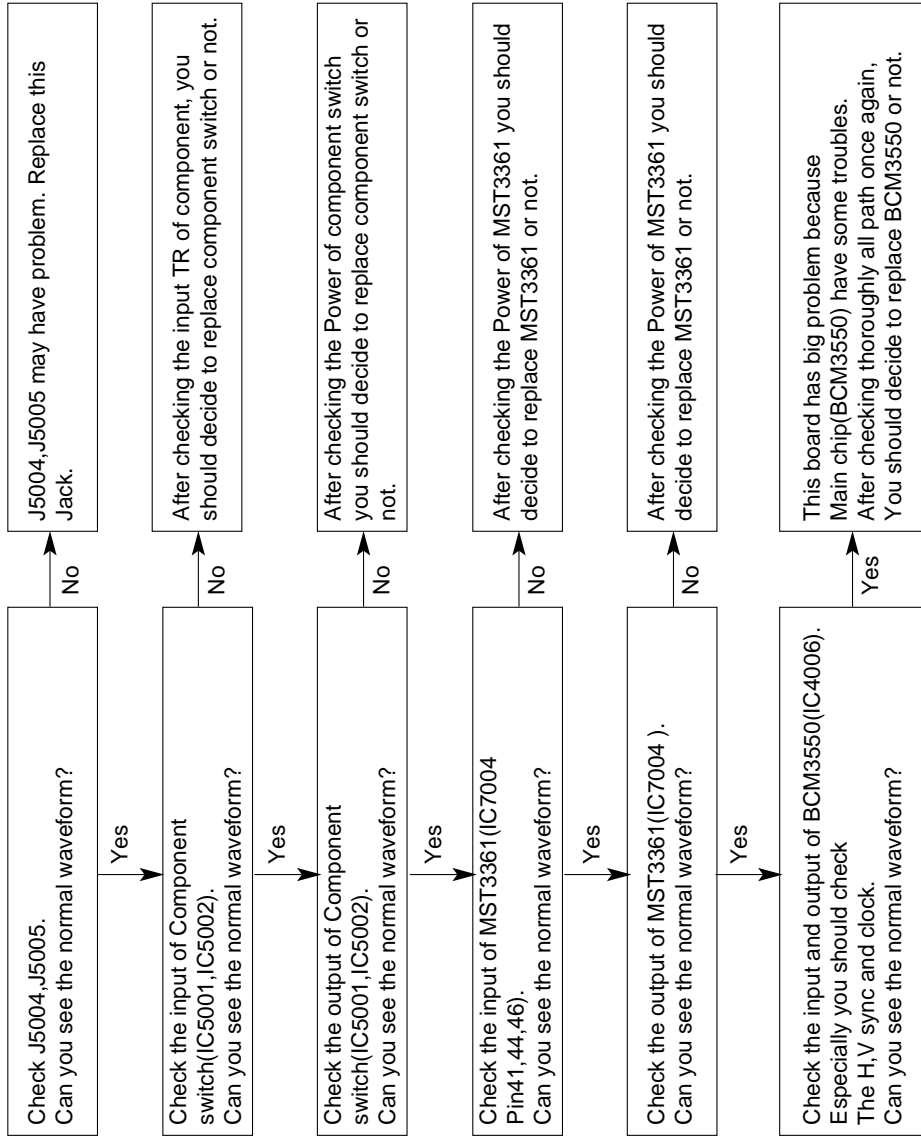 Check J5004,J5005.
Can you see the normal waveform?
No
J5004,J5005 may have problem. Replace this
Jack.
Yes
Check the input of Component
switch(IC5001,IC5002).
Can you see the normal waveform?
No
After checking the input TR of component, you
should decide to replace component switch or not.
Yes
Check the output of Component
switch(IC5001,IC5002).
Can you see the normal waveform?
No
After checking the Power of component switch
you should decide to replace component switch or
not.
Yes
Check the input of MST3361(IC7004
Pin41,44,46).
Can you see the normal waveform?
No
After checking the Power of MST3361 you should
decide to replace MST3361 or not.
Yes
Check the output of MST3361(IC7004 ).
Can you see the normal waveform?
No
After checking the Power of MST3361 you should
decide to replace MST3361 or not.
Yes
Check the input and output of BCM3550(IC4006).
Especially you should check
The H,V sync and clock.
Can you see the normal waveform?
Yes
This board has big problem because
Main chip(BCM3550) have some troubles.
After checking thoroughly all path once again,
You should decide to replace BCM3550 or not.